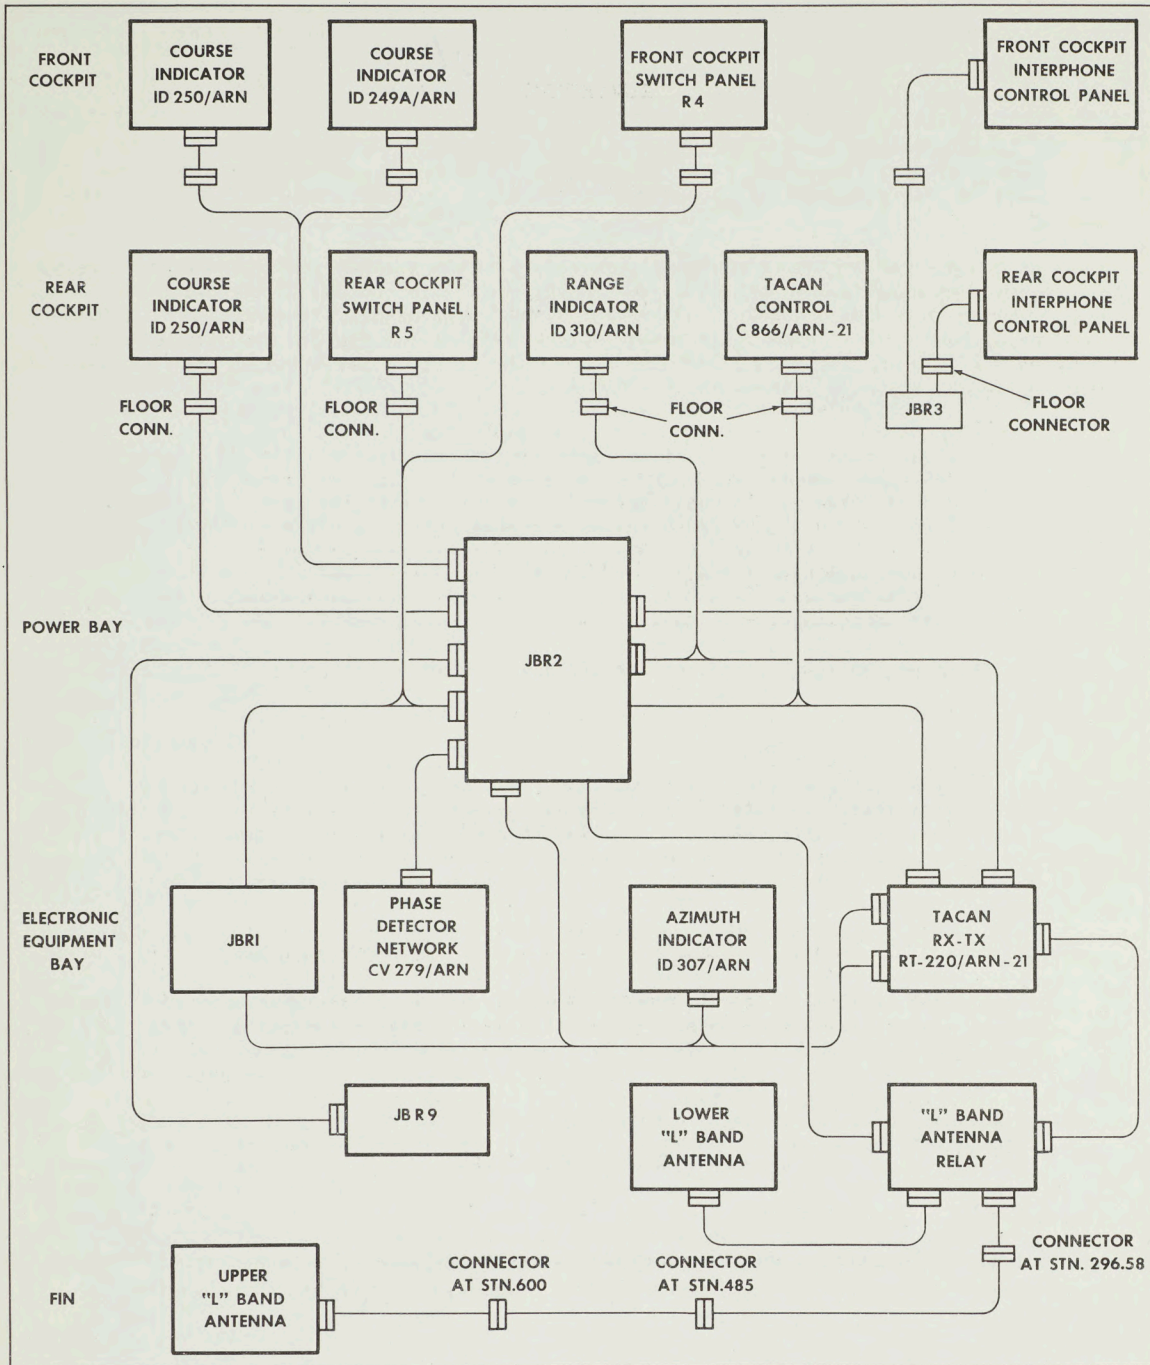 FRONT
COCKPIT
COURSE
INDICATOR
ID 250/ARN
COURSE
INDICATOR
ID 249A/ARN
FRONT COCKPIT
SWITCH PANEL
R 4
FRONT COCKPIT
INTERPHONE
CONTROL PANEL
REAR
COCKPIT
COURSE
INDICATOR
ID 250/ARN
REAR COCKPIT
SWITCH PANEL
R 5
RANGE
INDICATOR
ID 310/ARN
TACAN
CONTROL
C 866/ARN-21
REAR COCKPIT
INTERPHONE
CONTROL PANEL
FLOOR
CONN.
FLOOR
CONN.
FLOOR
CONN.
JBR3
FLOOR
CONNECTOR
POWER BAY
JBR2
ELECTRONIC
EQUIPMENT
BAY
JBR1
PHASE
DETECTOR
NETWORK
CV 279/ARN
AZIMUTH
INDICATOR
ID 307/ARN
TACAN
RX-TX
RT-220/ARN-21
JB R 9
LOWER
"L" BAND
ANTENNA
"L" BAND
ANTENNA
RELAY
FIN
UPPER
"L" BAND
ANTENNA
CONNECTOR
AT STN.600
CONNECTOR
AT STN.485
CONNECTOR
AT STN. 296.58